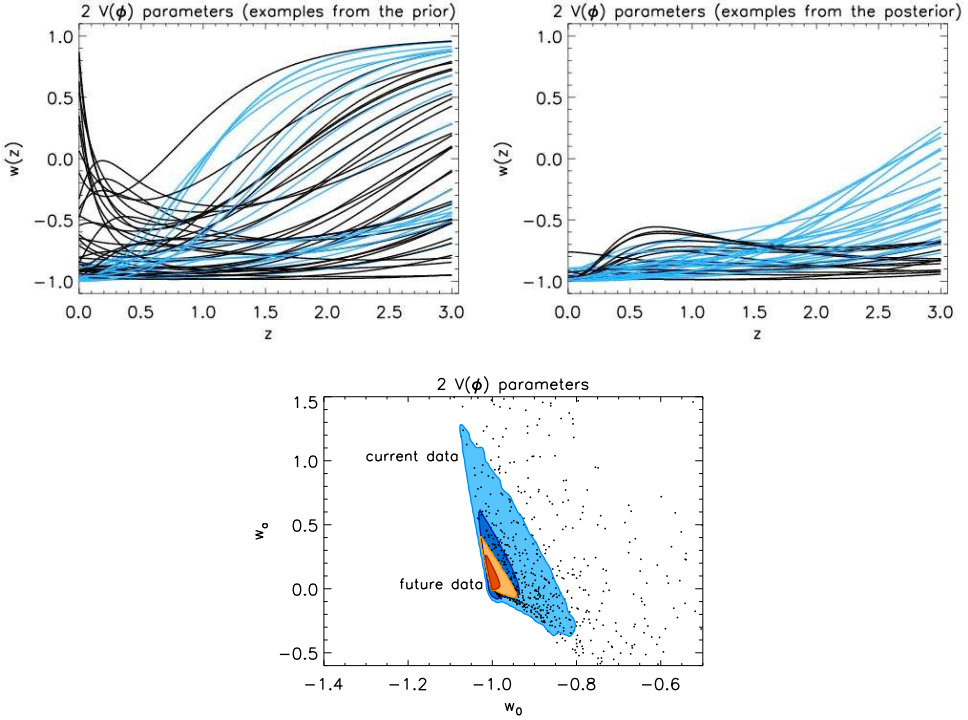 2 V(ϕ) parameters (examples from the prior)
1.0
0.5
0.0
−0.5
−1.0
w(z)
0.0 0.5 1.0 1.5 2.0 2.5 3.0
z
2 V(ϕ) parameters (examples from the posterior)
1.0
0.5
0.0
−0.5
−1.0
w(z)
0.0 0.5 1.0 1.5 2.0 2.5 3.0
z
2 V(ϕ) parameters
1.5
1.0
0.5
0.0
−0.5
wₐ
current data
future data
−1.4 −1.2 −1.0 −0.8 −0.6
w₀